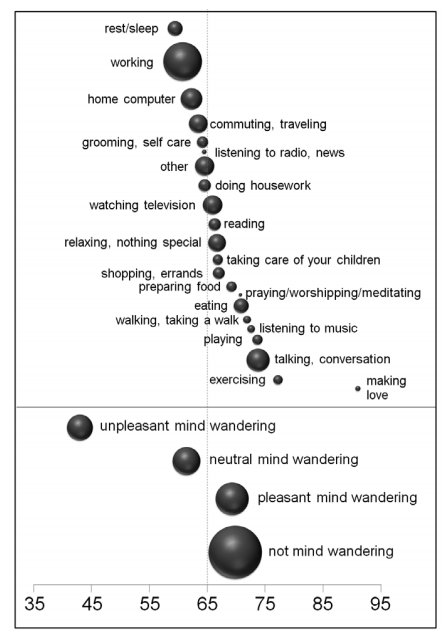 rest/sleep
working
home computer
commuting, traveling
grooming, self care
listening to radio, news
other
doing housework
watching television
reading
relaxing, nothing special
taking care of your children
shopping, errands
preparing food
praying/worshipping/meditating
eating
walking, taking a walk
listening to music
playing
talking, conversation
exercising
making
love
unpleasant mind wandering
neutral mind wandering
pleasant mind wandering
not mind wandering
35 45 55 65 75 85 95